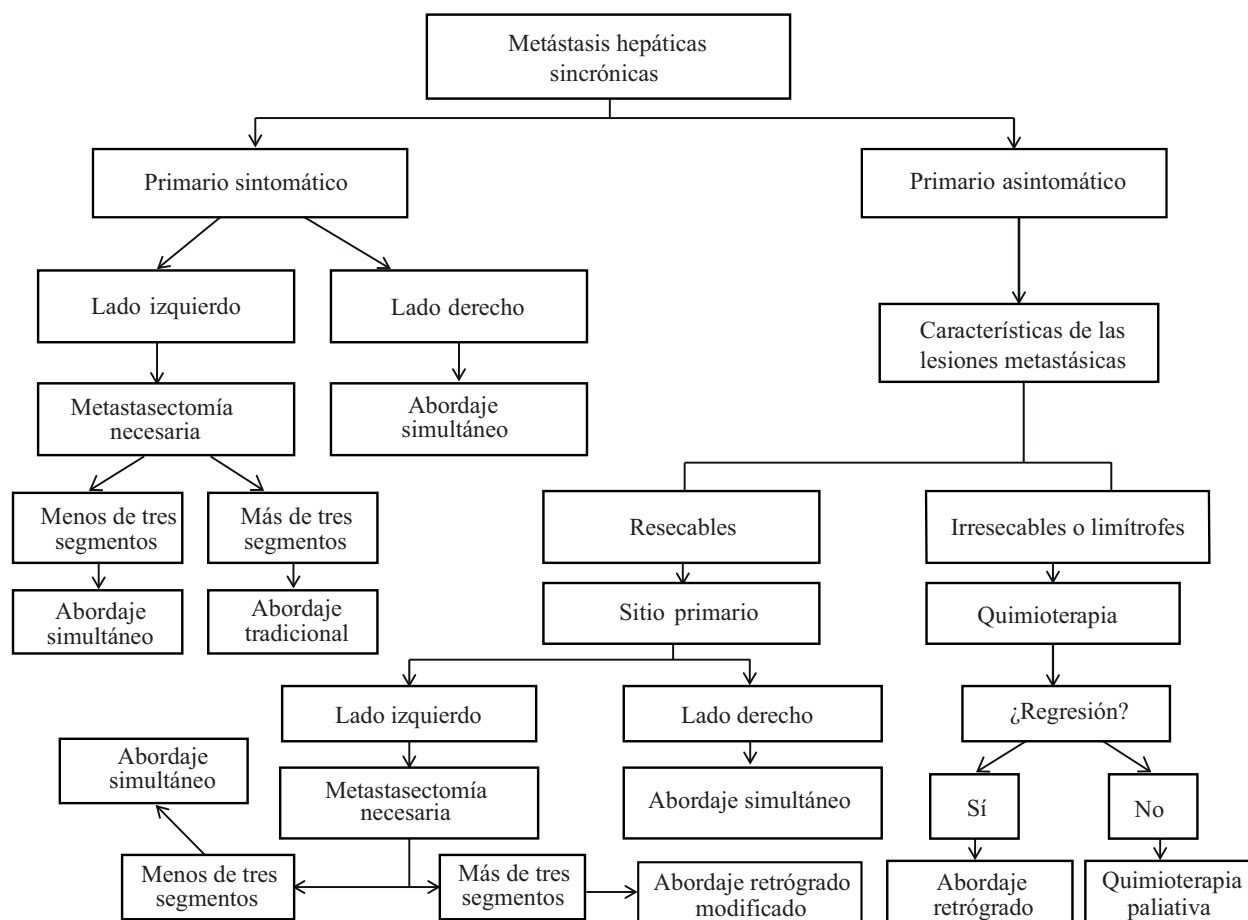 Metástasis hepáticas
sincrónicas
Primario sintomático
Primario asintomático
Lado izquierdo
Lado derecho
Características de las
lesiones metastásicas
Metastasectomía
necesaria
Abordaje
simultáneo
Menos de tres
segmentos
Más de tres
segmentos
Resecables
Irresecables o limítrofes
Abordaje
simultáneo
Abordaje
tradicional
Sitio primario
Quimioterapia
Lado izquierdo
Lado derecho
¿Regresión?
Abordaje
simultáneo
Metastasectomía
necesaria
Abordaje simultáneo
Sí
No
Menos de tres
segmentos
Más de tres
segmentos
Abordaje retrógrado
modificado
Abordaje
retrógrado
Quimioterapia
paliativa